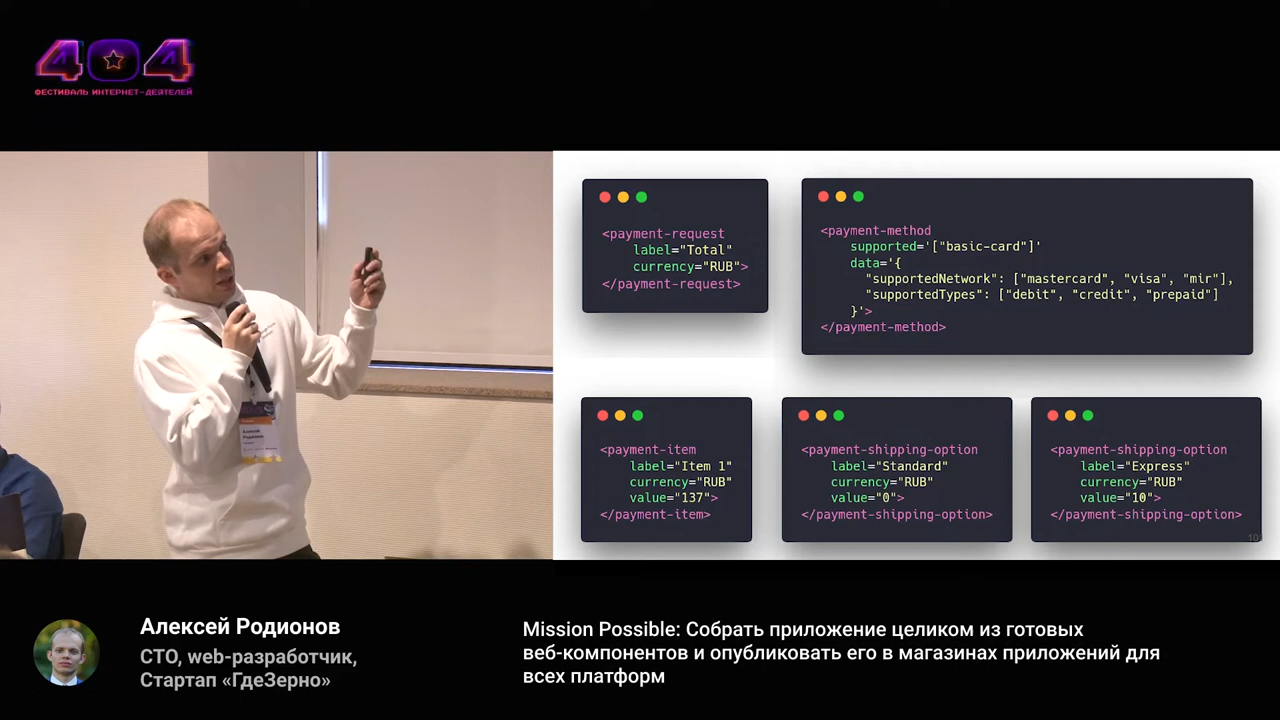 404
ФЕСТИВАЛЬ ИНТЕРНЕТ-ДЕЯТЕЛЕЙ
<payment-request
label="Total"
currency="RUB">
</payment-request>
<payment-method
supported='["basic-card"]'
data='{
"supportedNetwork": ["mastercard", "visa", "mir"],
"supportedTypes": ["debit", "credit", "prepaid"]
}'>
</payment-method>
<payment-item
label="Item 1"
currency="RUB"
value="137">
</payment-item>
<payment-shipping-option
label="Standard"
currency="RUB"
value="0">
</payment-shipping-option>
<payment-shipping-option
label="Express"
currency="RUB"
value="10">
</payment-shipping-option>
Алексей
Родионов
Алексей Родионов
СТО, web-разработчик,
Стартап «ГдеЗерно»
Mission Possible: Собрать приложение целиком из готовых
веб-компонентов и опубликовать его в магазинах приложений для
всех платформ